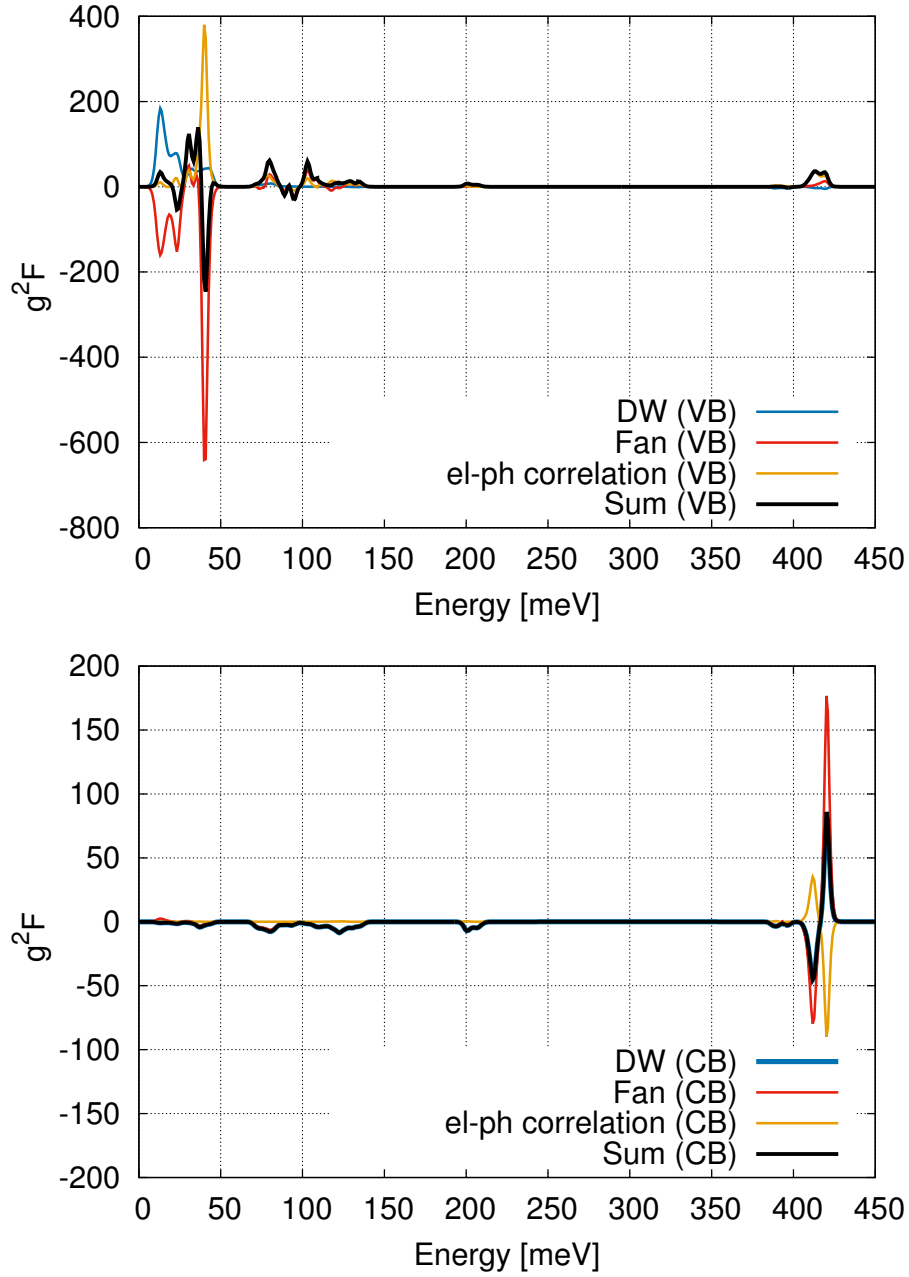 400
200
0
-200
-400
-600
-800
g²F
DW (VB)
Fan (VB)
el-ph correlation (VB)
Sum (VB)
0 50 100 150 200 250 300 350 400 450
Energy [meV]
200
150
100
50
0
-50
-100
-150
-200
g²F
DW (CB)
Fan (CB)
el-ph correlation (CB)
Sum (CB)
0 50 100 150 200 250 300 350 400 450
Energy [meV]